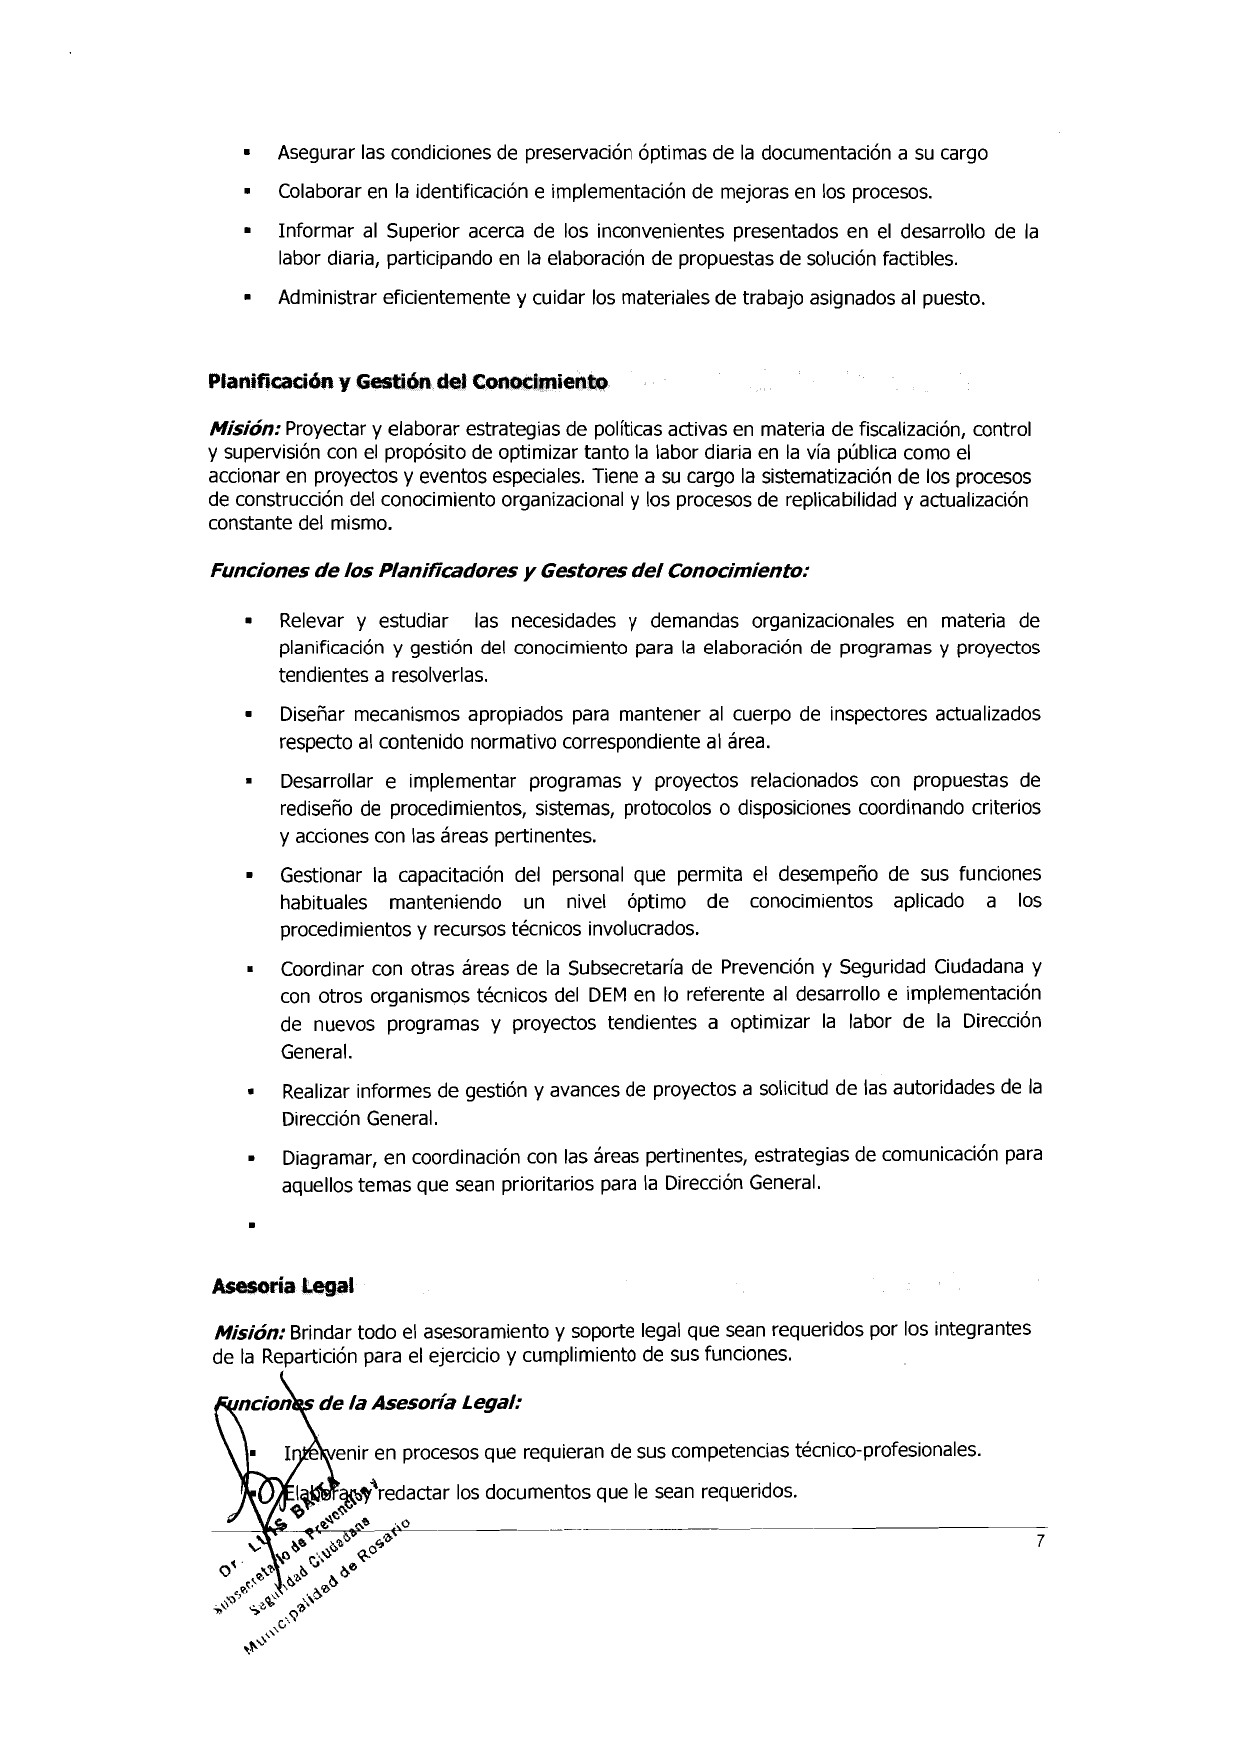 ▪ Asegurar las condiciones de preservación óptimas de la documentación a su cargo
▪ Colaborar en la identificación e implementación de mejoras en los procesos.
▪ Informar al Superior acerca de los inconvenientes presentados en el desarrollo de la
labor diaria, participando en la elaboración de propuestas de solución factibles.
▪ Administrar eficientemente y cuidar los materiales de trabajo asignados al puesto.
Planificación y Gestión del Conocimiento
Misión: Proyectar y elaborar estrategias de políticas activas en materia de fiscalización, control
y supervisión con el propósito de optimizar tanto la labor diaria en la vía pública como el
accionar en proyectos y eventos especiales. Tiene a su cargo la sistematización de los procesos
de construcción del conocimiento organizacional y los procesos de replicabilidad y actualización
constante del mismo.
Funciones de los Planificadores y Gestores del Conocimiento:
▪ Relevar y estudiar las necesidades y demandas organizacionales en materia de
planificación y gestión del conocimiento para la elaboración de programas y proyectos
tendientes a resolverlas.
▪ Diseñar mecanismos apropiados para mantener al cuerpo de inspectores actualizados
respecto al contenido normativo correspondiente al área.
▪ Desarrollar e implementar programas y proyectos relacionados con propuestas de
rediseño de procedimientos, sistemas, protocolos o disposiciones coordinando criterios
y acciones con las áreas pertinentes.
▪ Gestionar la capacitación del personal que permita el desempeño de sus funciones
habituales manteniendo un nivel óptimo de conocimientos aplicado a los
procedimientos y recursos técnicos involucrados.
▪ Coordinar con otras áreas de la Subsecretaría de Prevención y Seguridad Ciudadana y
con otros organismos técnicos del DEM en lo referente al desarrollo e implementación
de nuevos programas y proyectos tendientes a optimizar la labor de la Dirección
General.
▪ Realizar informes de gestión y avances de proyectos a solicitud de las autoridades de la
Dirección General.
▪ Diagramar, en coordinación con las áreas pertinentes, estrategias de comunicación para
aquellos temas que sean prioritarios para la Dirección General.
▪
Asesoría Legal
Misión: Brindar todo el asesoramiento y soporte legal que sean requeridos por los integrantes
de la Repartición para el ejercicio y cumplimiento de sus funciones.
Funciones de la Asesoría Legal:
▪ Intervenir en procesos que requieran de sus competencias técnico-profesionales.
▪ Elaborar y redactar los documentos que le sean requeridos.
7
Dr. LUIS
Subsecretario de Prevención y
Seguridad Ciudadana
Municipalidad de Rosario